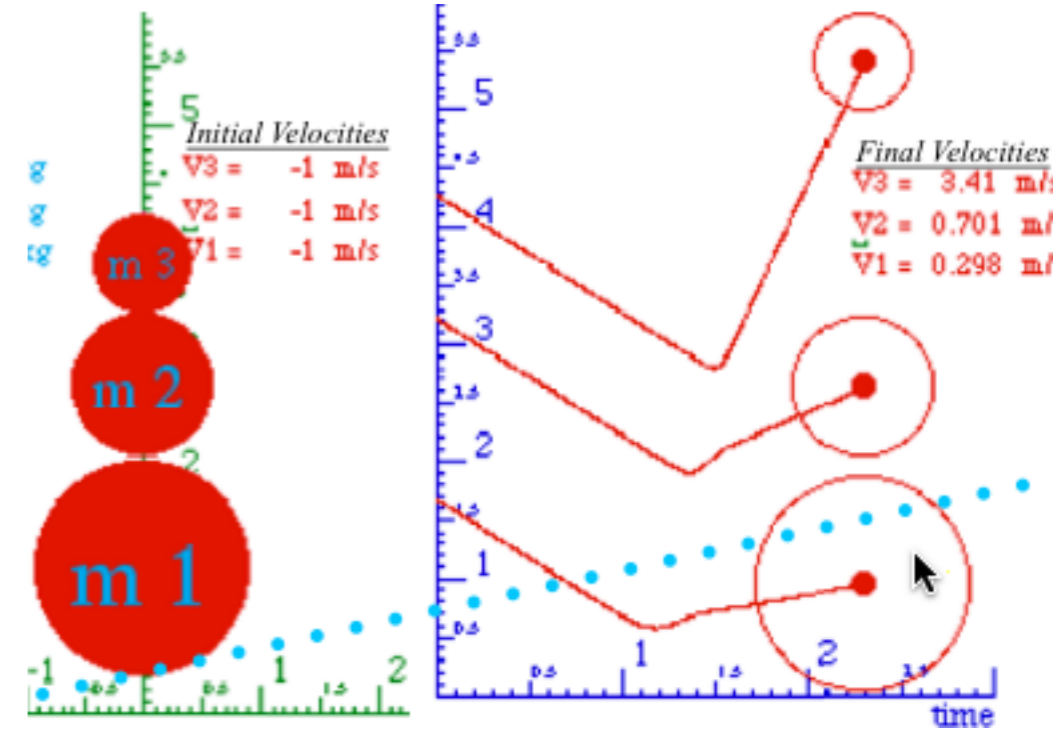 5
Initial Velocities
V3 = -1 m/s
V2 = -1 m/s
V1 = -1 m/s
g
g
m 3
m 2
2
m 1
-1
1
2
5
4
3
2
1
1
2
time
Final Velocities
V3 = 3.41 m/s
V2 = 0.701 m/
V1 = 0.298 m/